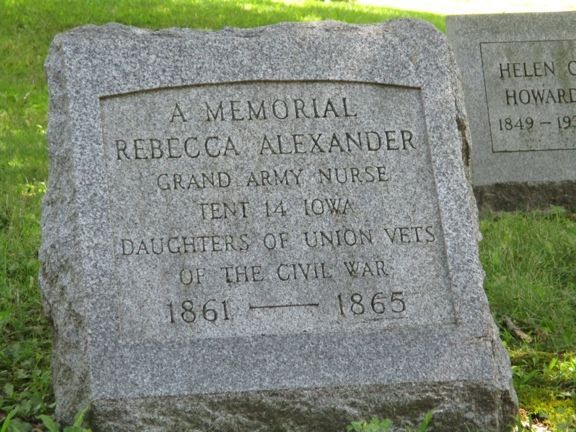 A MEMORIAL
REBECCA ALEXANDER
GRAND ARMY NURSE
TENT 14 IOWA
DAUGHTERS OF UNION VETS
OF THE CIVIL WAR
1861 — 1865
HELEN
HOWARD
1849 –